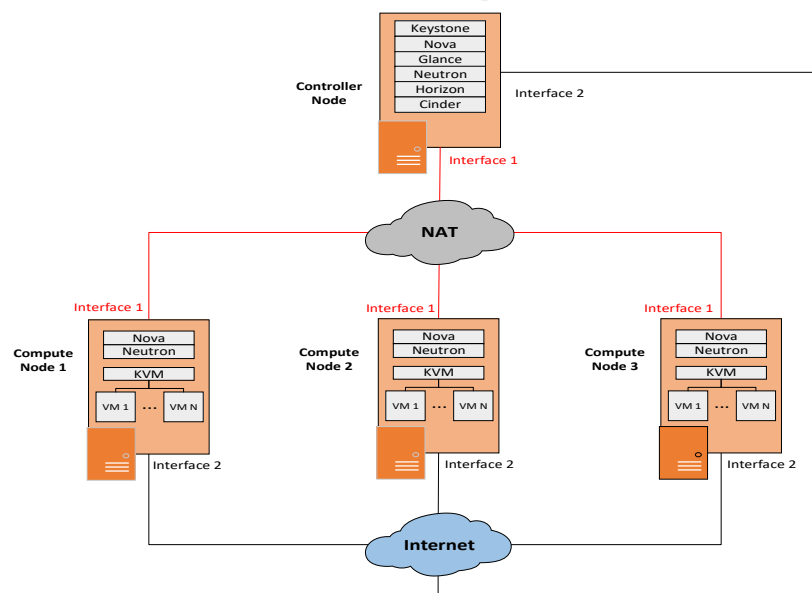 Keystone
Nova
Glance
Neutron
Horizon
Cinder
Controller
Node
Interface 2
Interface 1
NAT
Interface 1
Interface 1
Interface 1
Compute
Node 1
Nova
Neutron
KVM
VM 1 ... VM N
Interface 2
Compute
Node 2
Nova
Neutron
KVM
VM 1 ... VM N
Interface 2
Compute
Node 3
Nova
Neutron
KVM
VM 1 ... VM N
Interface 2
Internet